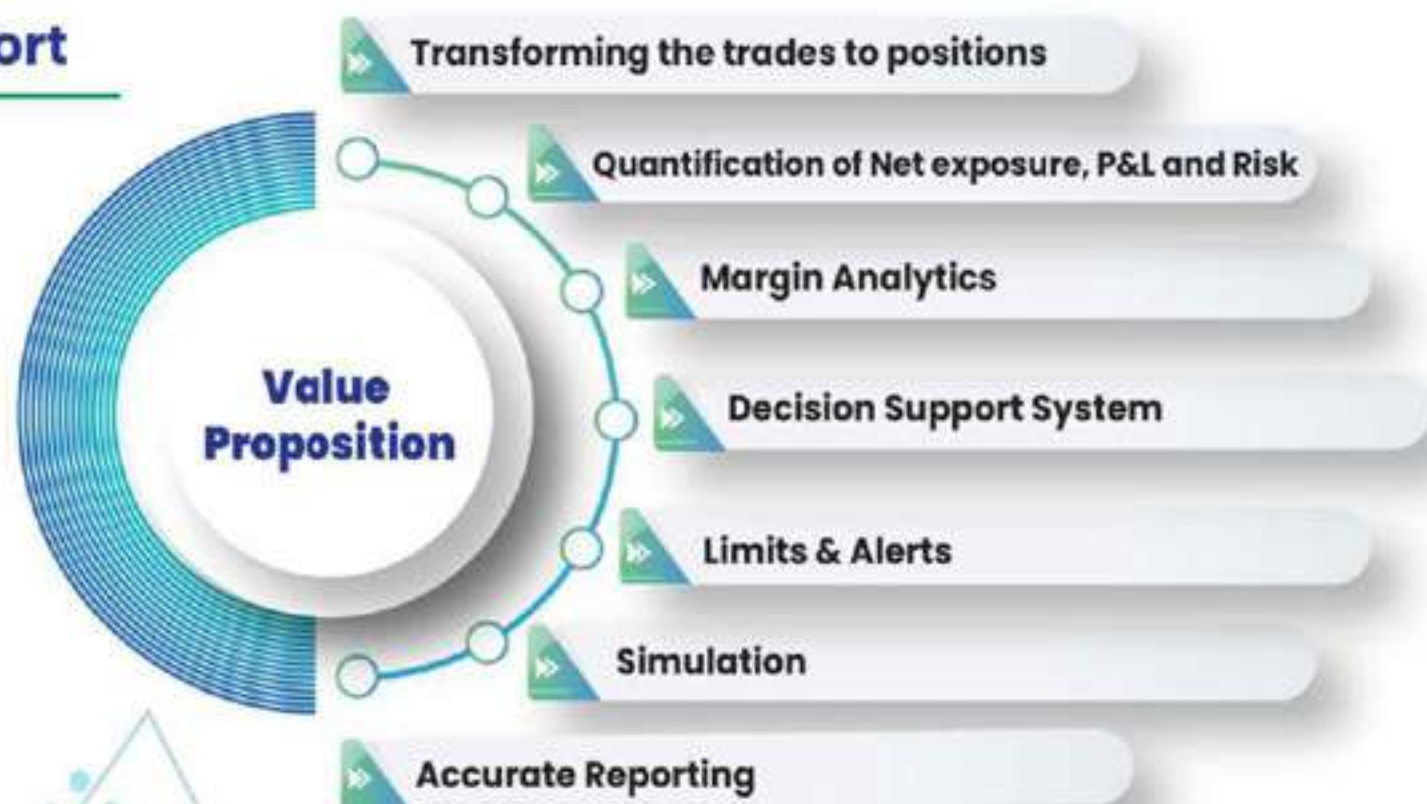 ort
Transforming the trades to positions
Quantification of Net exposure, P&L and Risk
Margin Analytics
Value
Proposition
Decision Support System
Limits & Alerts
Simulation
Accurate Reporting